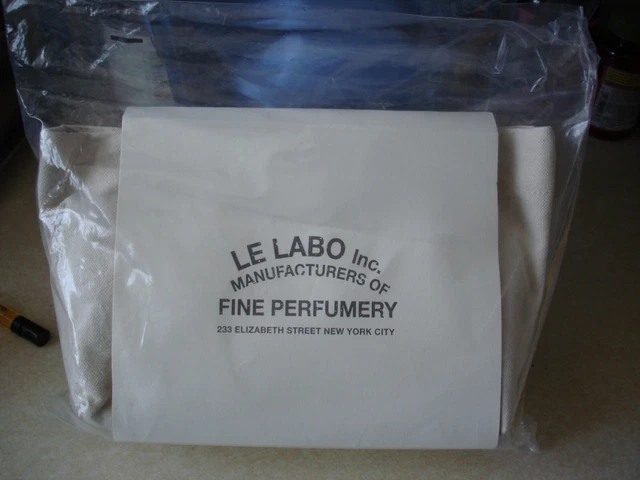 LE LABO Inc.
MANUFACTURERS OF
FINE PERFUMERY
233 ELIZABETH STREET NEW YORK CITY